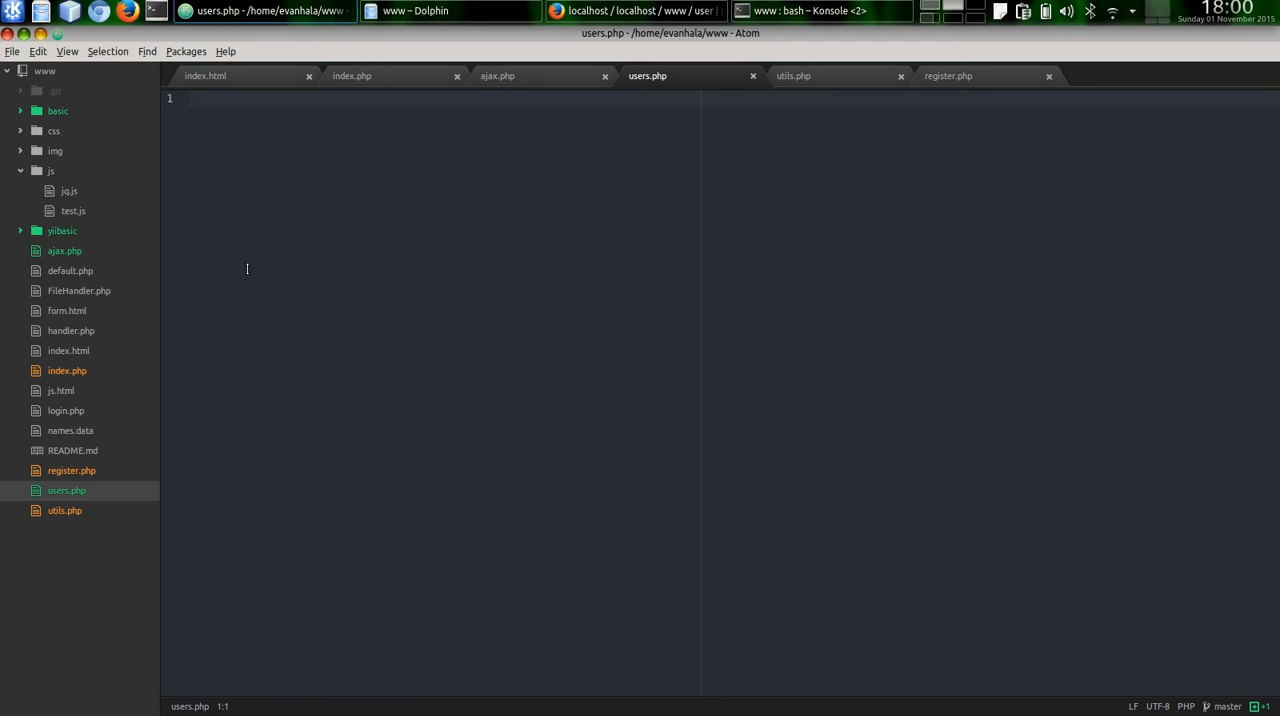 users.php - /home/evanhala/www -
www – Dolphin
localhost / localhost / www / user |
www : bash – Konsole <2>
18:00
Sunday 01 November 2015
users.php - /home/evanhala/www - Atom
File Edit View Selection Find Packages Help
www
index.html
index.php
ajax.php
users.php
utils.php
register.php
.git
basic
css
img
js
jq.js
test.js
yiibasic
ajax.php
default.php
FileHandler.php
form.html
handler.php
index.html
index.php
js.html
login.php
names.data
README.md
register.php
users.php
utils.php
1
users.php 1:1
LF UTF-8 PHP master +1